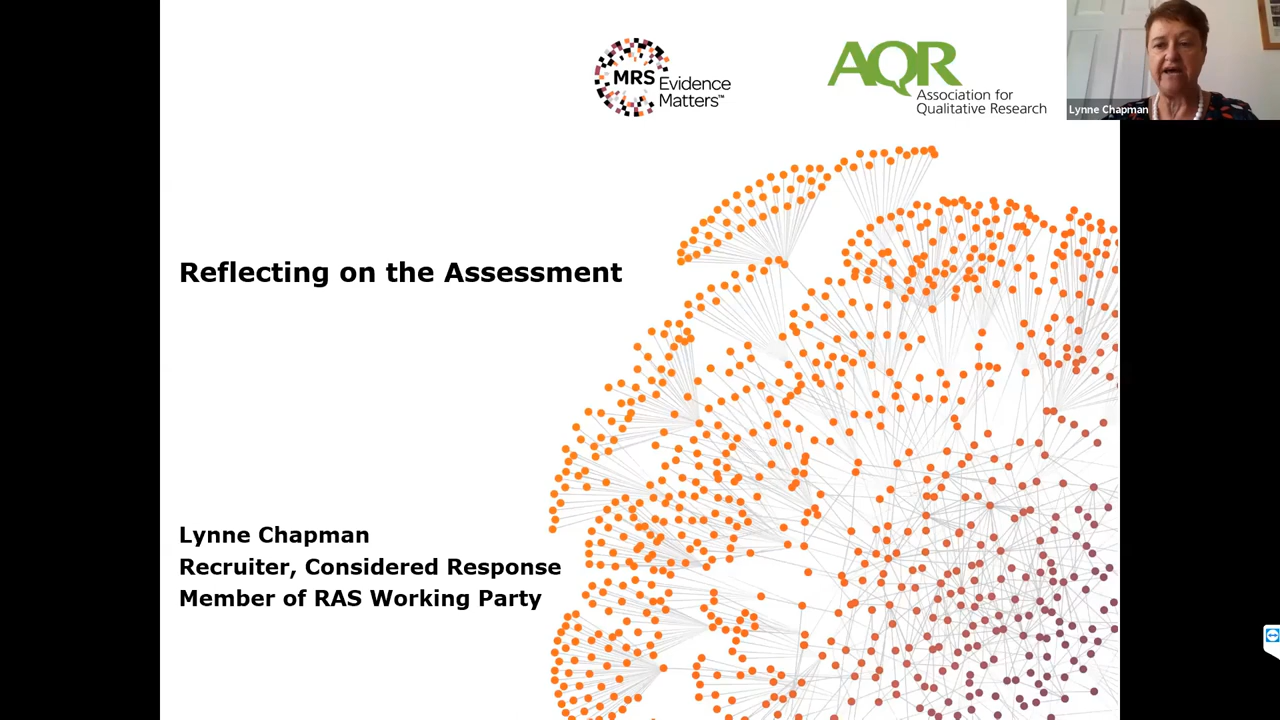 MRS
Evidence
Matters™
AQR
Association for
Qualitative Research
Lynne Chapman
Reflecting on the Assessment
Lynne Chapman
Recruiter, Considered Response
Member of RAS Working Party